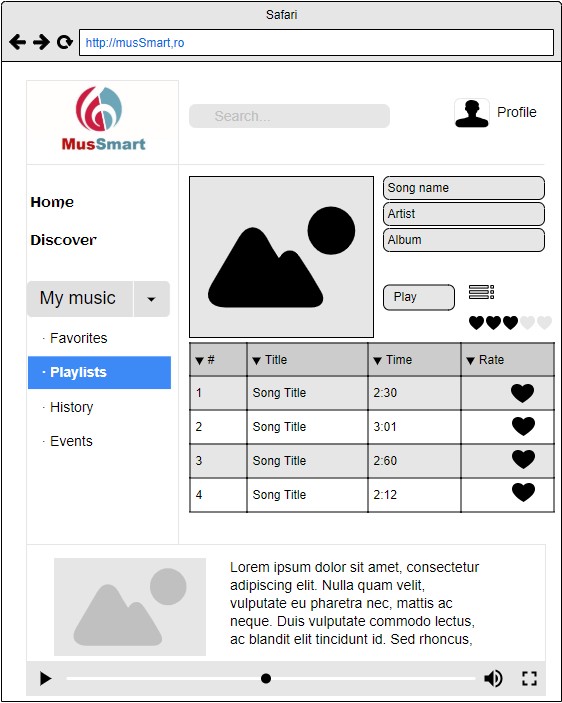 Safari
http://musSmart,ro
MusSmart
Search...
Profile
Home
Discover
My music
· Favorites
· Playlists
· History
· Events
Song name
Artist
Album
Play
# Title Time Rate
1 Song Title 2:30
2 Song Title 3:01
3 Song Title 2:60
4 Song Title 2:12
Lorem ipsum dolor sit amet, consectetur
adipiscing elit. Nulla quam velit,
vulputate eu pharetra nec, mattis ac
neque. Duis vulputate commodo lectus,
ac blandit elit tincidunt id. Sed rhoncus,